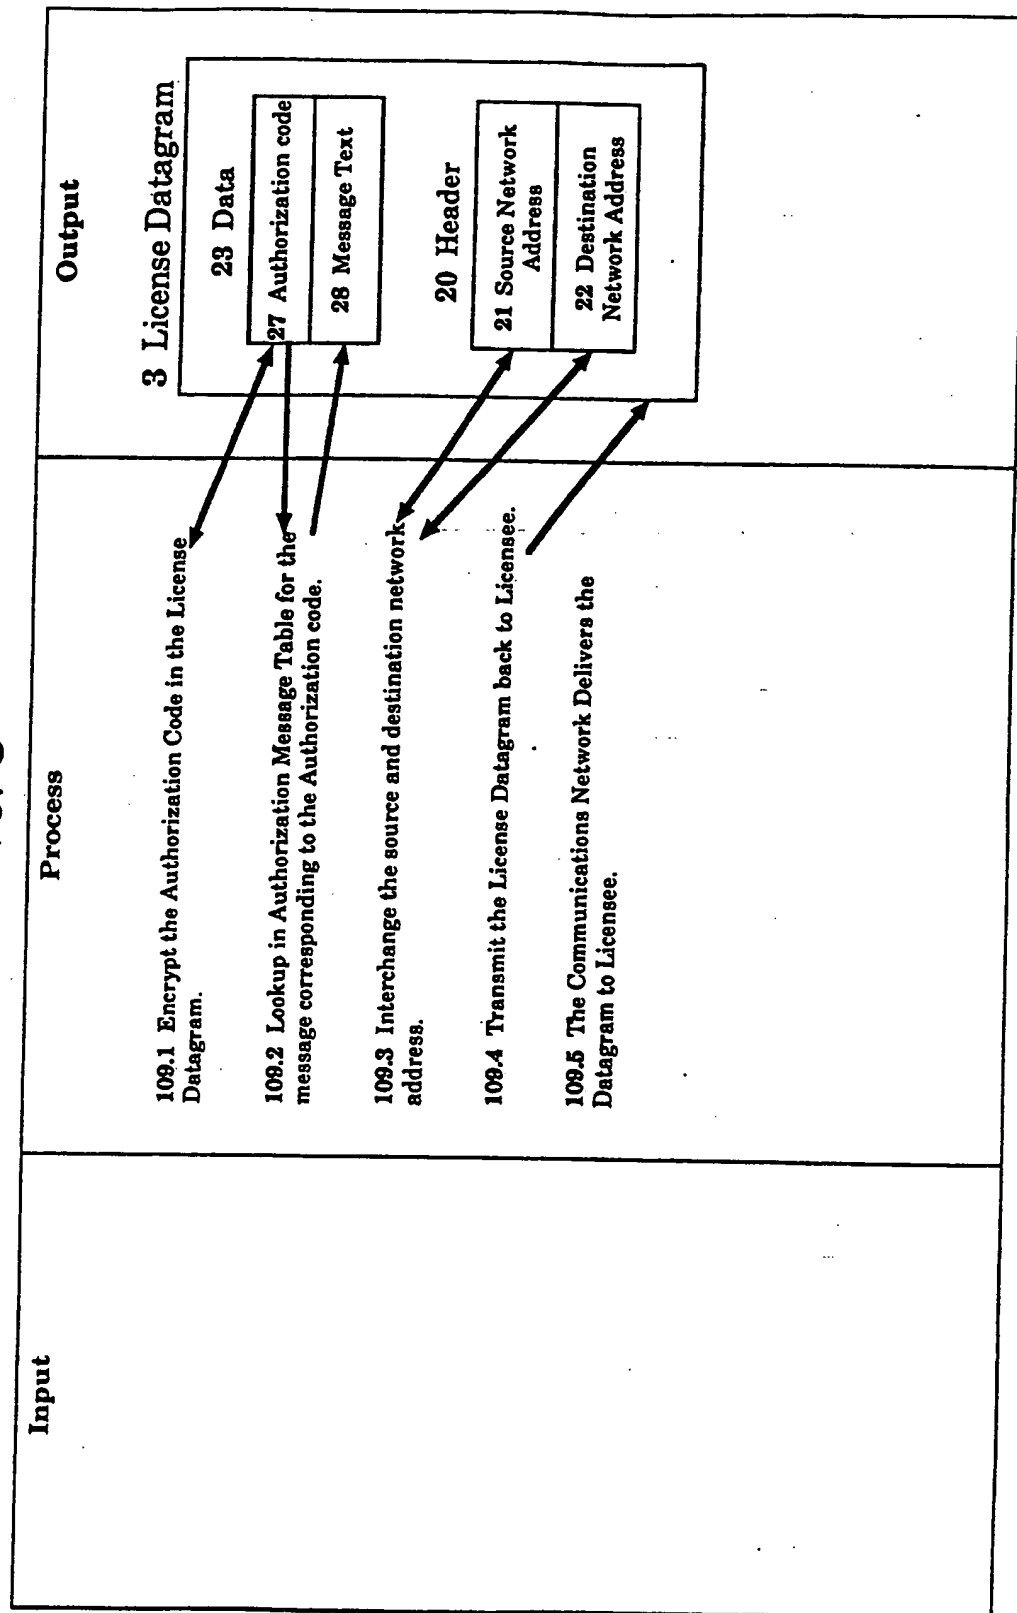 Input
Process
Output
109.1 Encrypt the Authorization Code in the License
Datagram.
109.2 Lookup in Authorization Message Table for the
message corresponding to the Authorization code.
109.3 Interchange the source and destination network
address.
109.4 Transmit the License Datagram back to Licensee.
109.5 The Communications Network Delivers the
Datagram to Licensee.
3 License Datagram
23 Data
27 Authorization code
28 Message Text
20 Header
21 Source Network
Address
22 Destination
Network Address